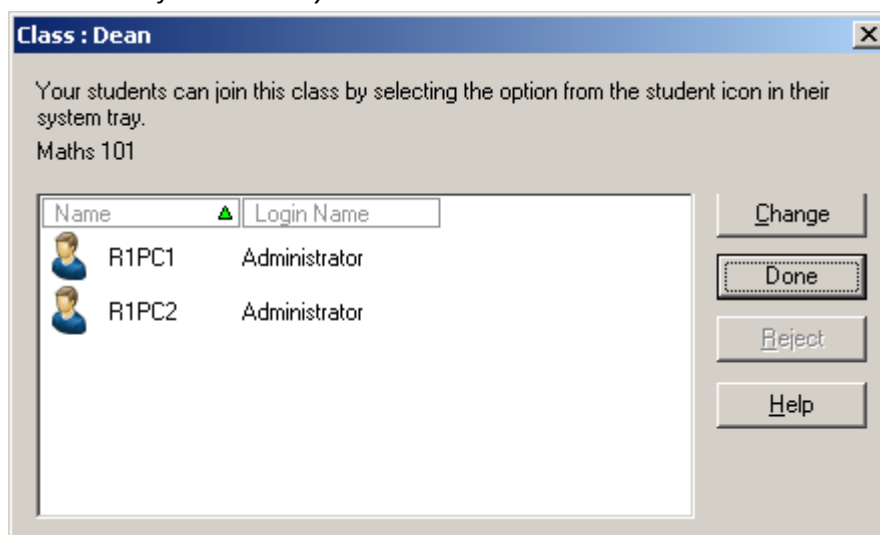 Class : Dean
Your students can join this class by selecting the option from the student icon in their
system tray.
Maths 101
Name Login Name
Change
R1PC1 Administrator
Done
R1PC2 Administrator
Reject
Help